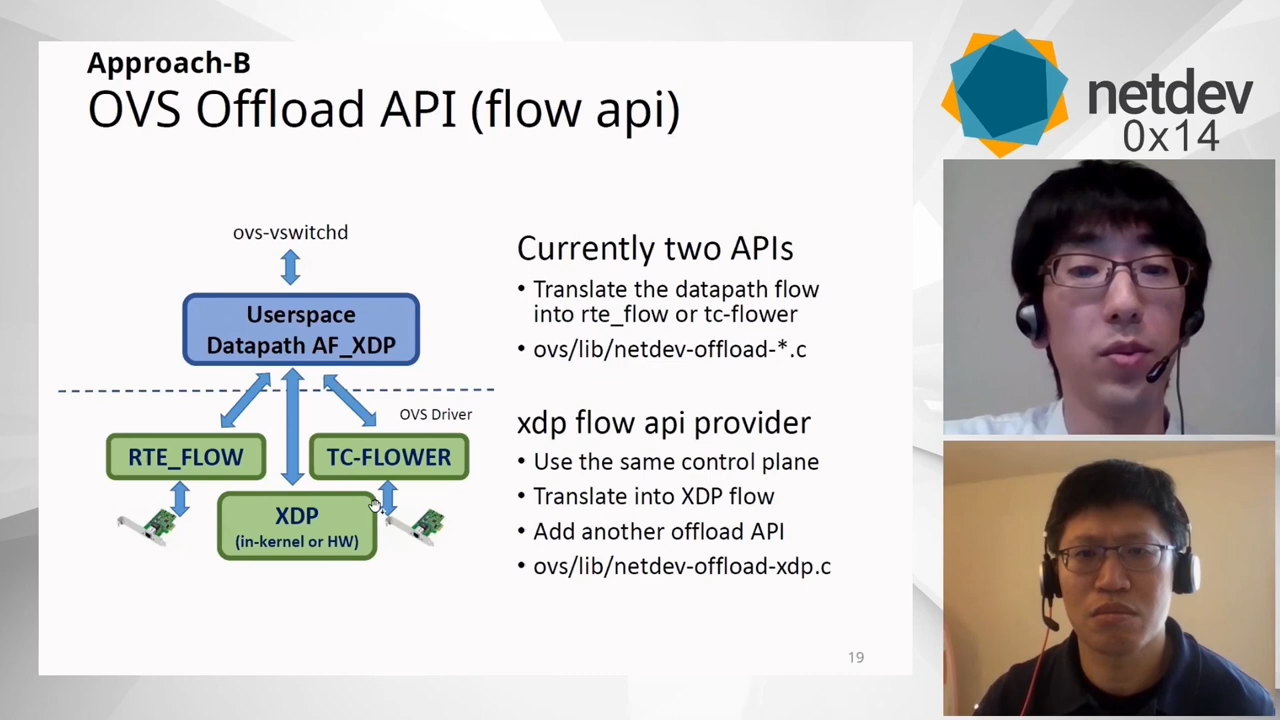 Approach-B
OVS Offload API (flow api)
ovs-vswitchd
Userspace
Datapath AF_XDP
OVS Driver
RTE_FLOW
TC-FLOWER
XDP
(in-kernel or HW)
Currently two APIs
• Translate the datapath flow
into rte_flow or tc-flower
• ovs/lib/netdev-offload-*.c
xdp flow api provider
• Use the same control plane
• Translate into XDP flow
• Add another offload API
• ovs/lib/netdev-offload-xdp.c
19
netdev
0x14